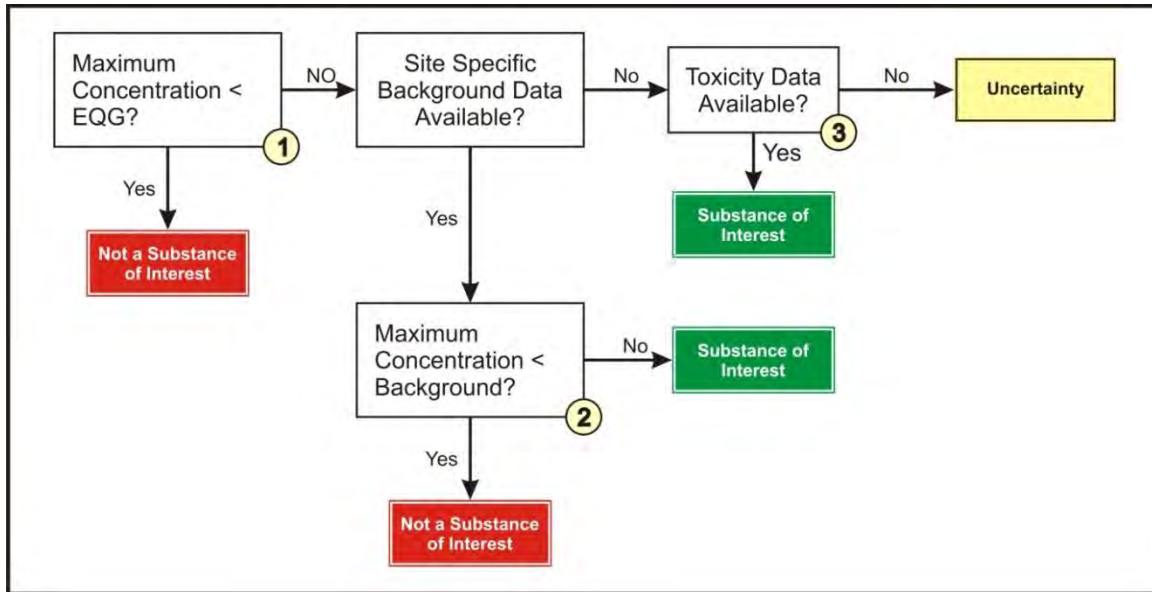 Maximum
Concentration <
EQG?
1
NO
Site Specific
Background Data
Available?
No
Toxicity Data
Available?
3
No
Uncertainty
Yes
Not a Substance
of Interest
Yes
Yes
Substance of
Interest
Maximum
Concentration <
Background?
2
No
Substance of
Interest
Yes
Not a Substance
of Interest